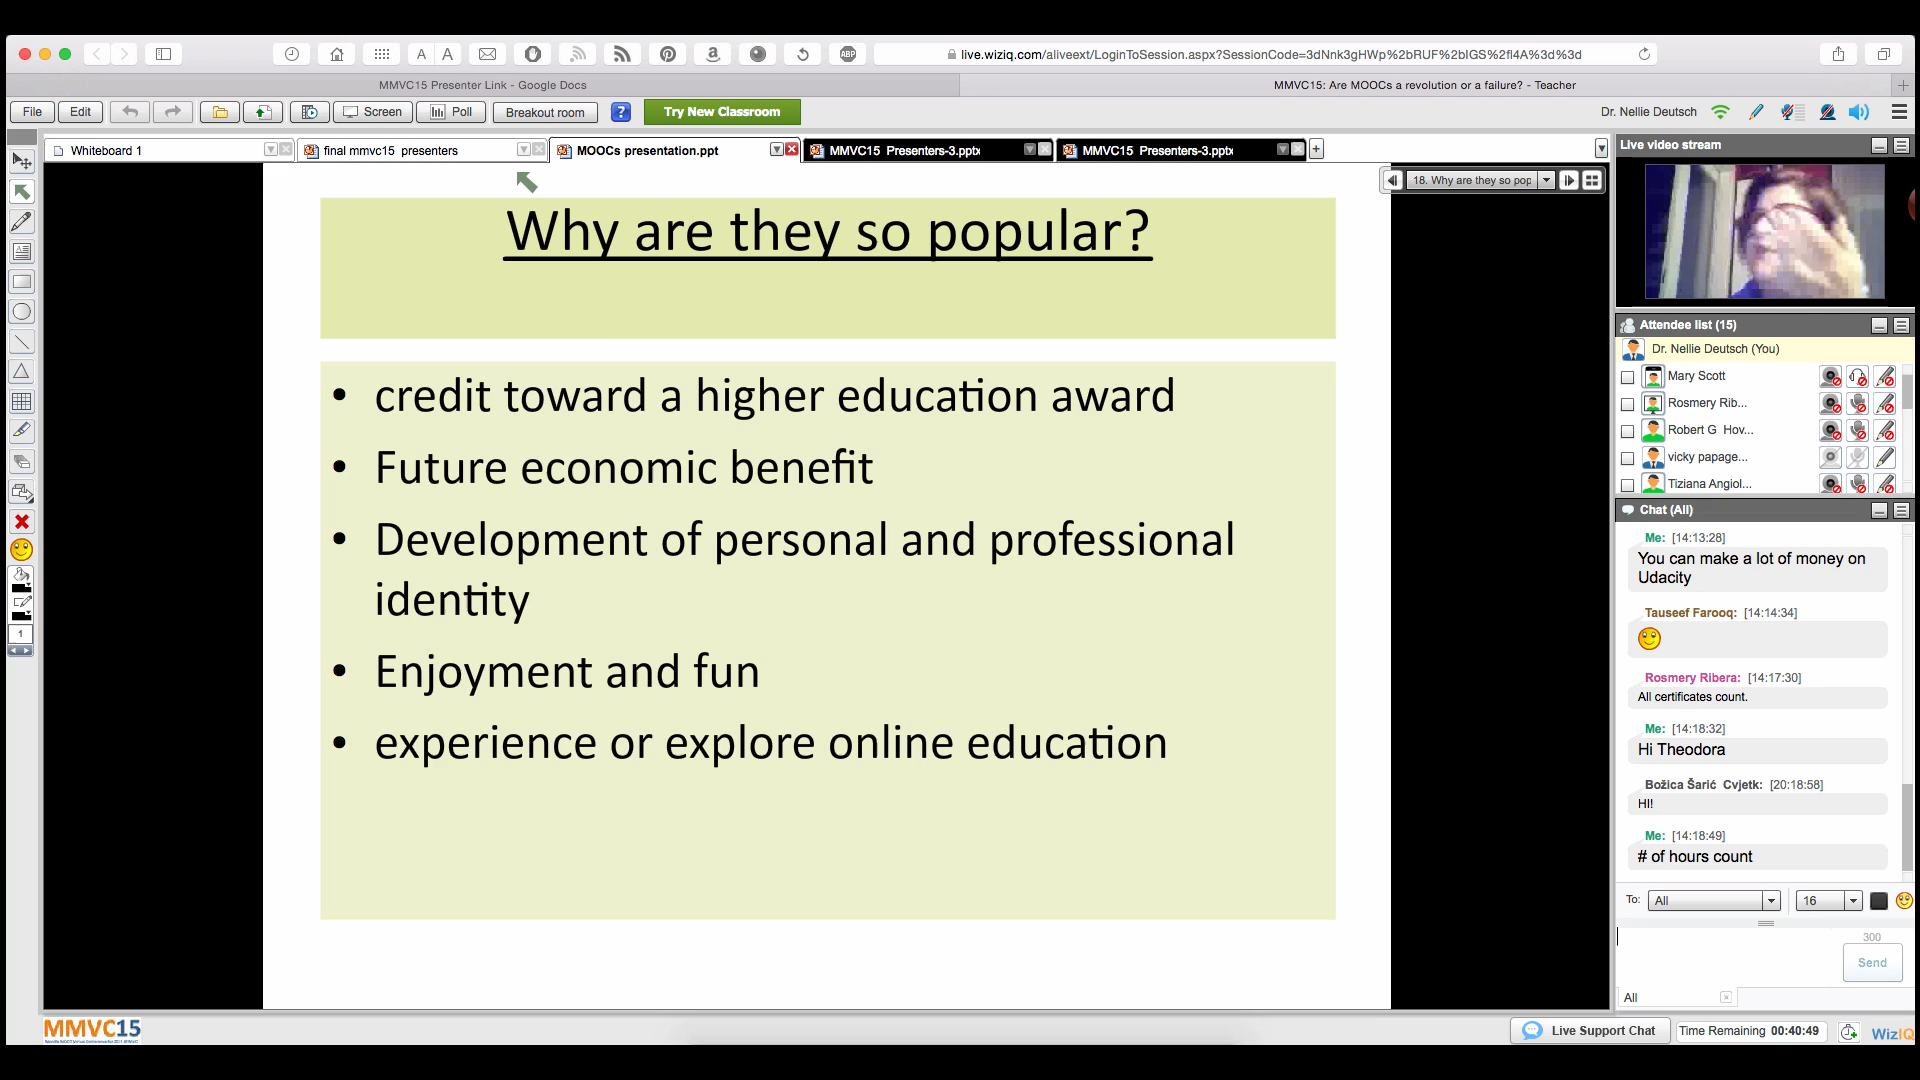 live.wiziq.com/aliveext/LoginToSession.aspx?SessionCode=3dNnk3gHWp%2bRUF%2bIGS%2fl4A%3d%3d
A A
ABP
MMVC15 Presenter Link - Google Docs
MMVC15: Are MOOCs a revolution or a failure? - Teacher
File
Edit
Screen
Poll
Breakout room
?
Try New Classroom
Dr. Nellie Deutsch
Whiteboard 1
final mmvc15 presenters
MOOCs presentation.ppt
MMVC15 Presenters-3.pptx
MMVC15 Presenters-3.pptx
18. Why are they so pop
Why are they so popular?
• credit toward a higher education award
• Future economic benefit
• Development of personal and professional
identity
• Enjoyment and fun
• experience or explore online education
1
Live video stream
Attendee list (15)
Dr. Nellie Deutsch (You)
Mary Scott
Rosmery Rib...
Robert G Hov...
vicky papage...
Tiziana Angiol...
Chat (All)
Me: [14:13:28]
You can make a lot of money on
Udacity
Tauseef Farooq: [14:14:34]
Rosmery Ribera: [14:17:30]
All certificates count.
Me: [14:18:32]
Hi Theodora
Božica Šarić Cvjetk: [20:18:58]
HI!
Me: [14:18:49]
# of hours count
To: All 16
300
Send
All
MMVC15
Live Support Chat
Time Remaining 00:40:49
WizIQ